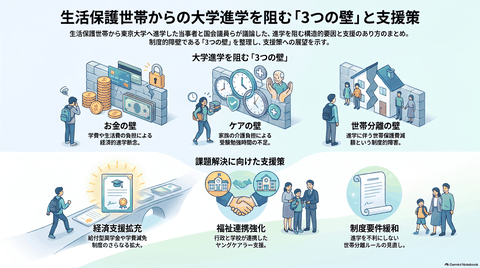 生活保護世帯からの大学進学を阻む「3つの壁」と支援策
生活保護世帯から東京大学へ進学した当事者と国会議員らが議論した、進学を阻む構造的要因と支援のあり方のまとめ。
制度的障壁である「3つの壁」を整理し、支援策への展望を示す。
大学進学を阻む「3つの壁」
お金の壁
学費や生活費の負担による
経済的進学断念。
ケアの壁
家族の介護負担による
受験勉強時間の不足。
世帯分離の壁
進学に伴う世帯保護費減
額という制度的障害。
課題解決に向けた支援策
経済支援拡充
給付型奨学金や学費減免
制度のさらなる拡大。
福祉連携強化
行政と学校が連携した
ヤングケアラー支援。
制度要件緩和
進学を不利にしない
世帯分離ルールの見直し。